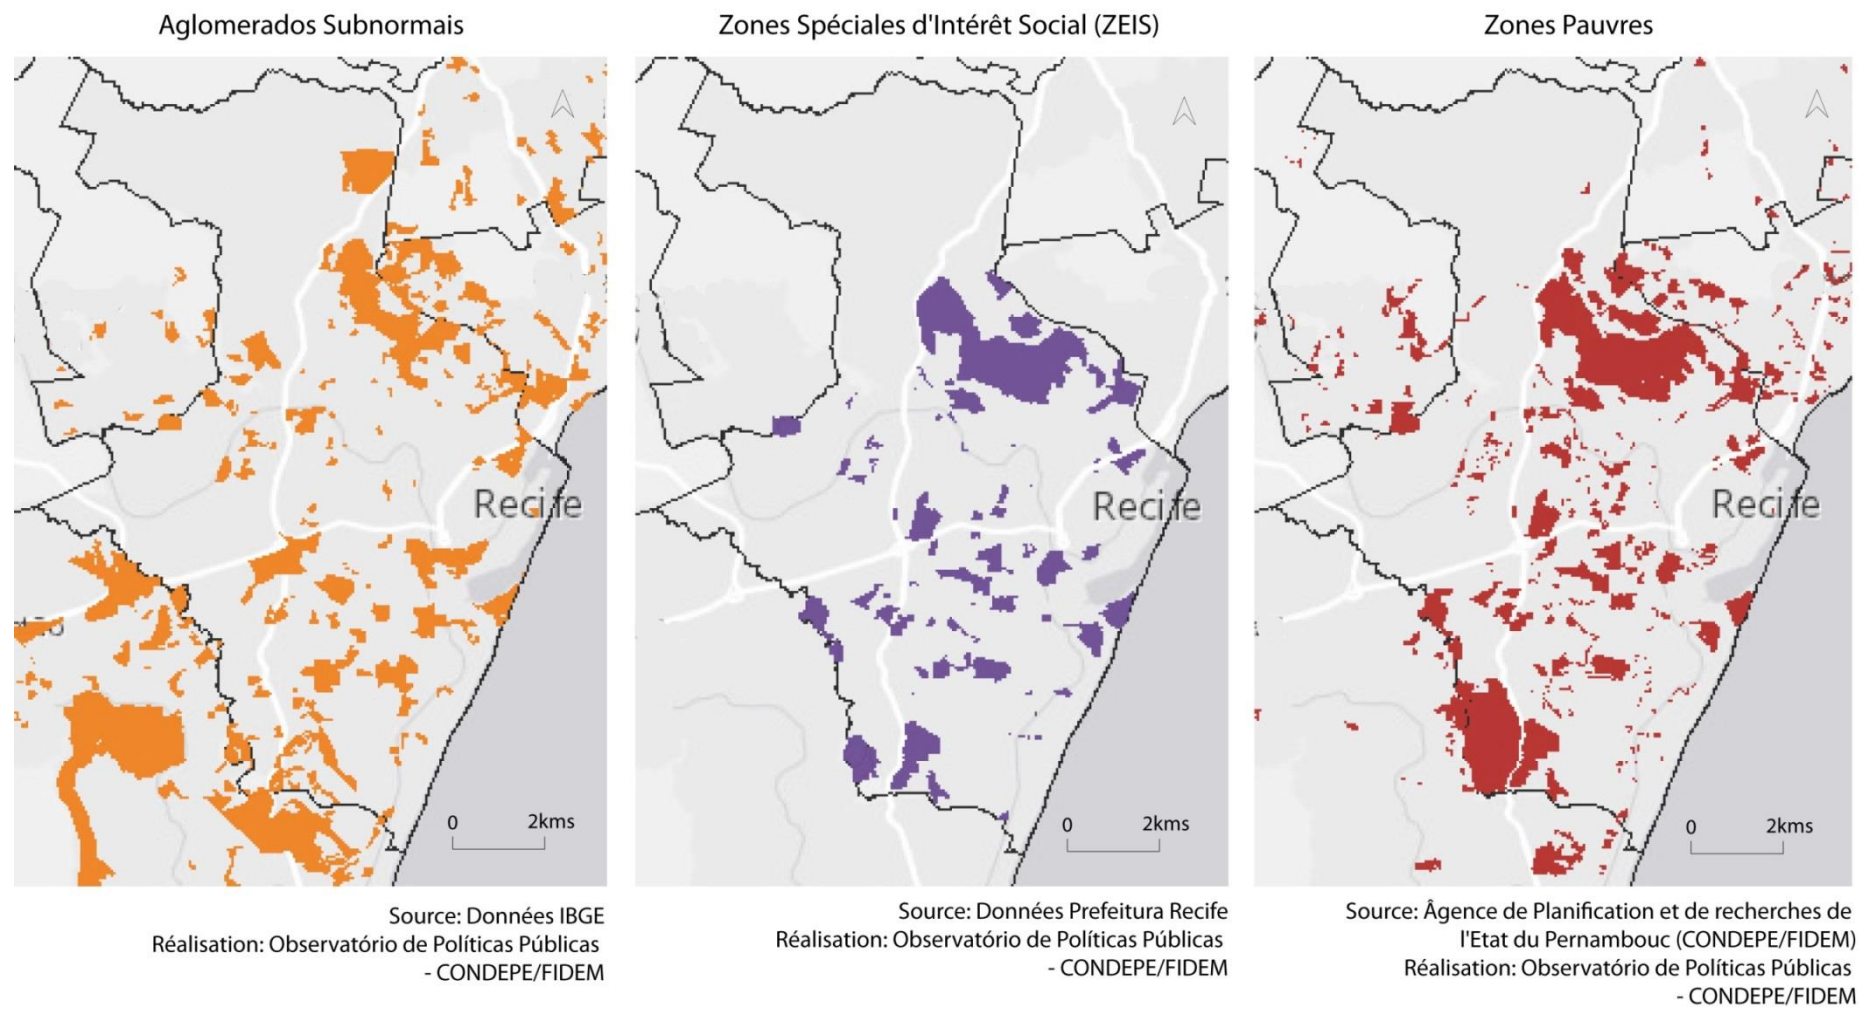 Aglomerados Subnormais
Zones Spéciales d'Intérêt Social (ZEIS)
Zones Pauvres
Recife
0 2kms
Recife
0 2kms
Recife
0 2kms
Source: Données IBGE
Réalisation: Observatório de Políticas Públicas
- CONDEPE/FIDEM
Source: Données Prefeitura Recife
Réalisation: Observatório de Políticas Públicas
- CONDEPE/FIDEM
Source: Âgence de Planification et de recherches de
l'Etat du Pernambouc (CONDEPE/FIDEM)
Réalisation: Observatório de Políticas Públicas
- CONDEPE/FIDEM